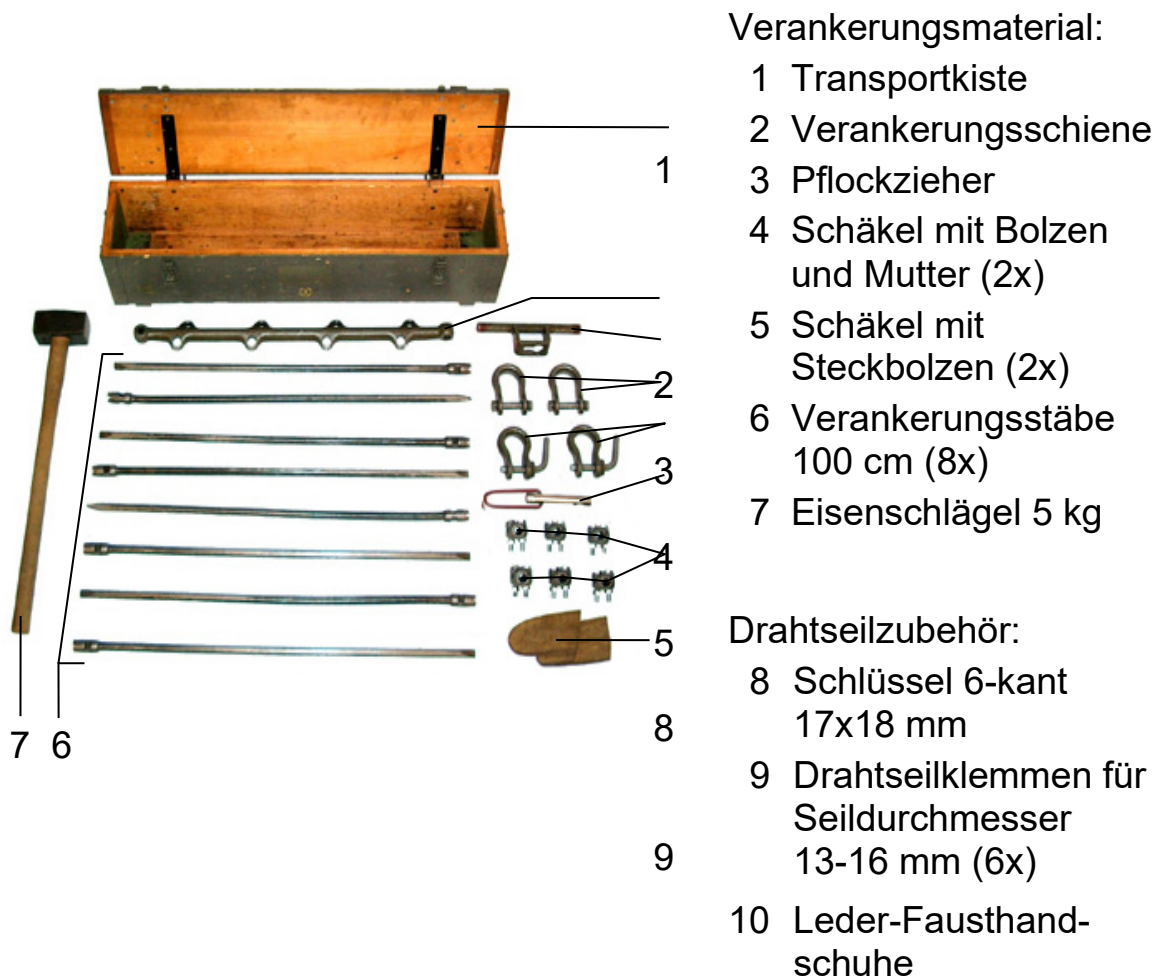 Verankerungsmaterial:
1 Transportkiste
2 Verankerungsschiene
3 Pflockzieher
4 Schäkel mit Bolzen
und Mutter (2x)
5 Schäkel mit
Steckbolzen (2x)
6 Verankerungsstäbe
100 cm (8x)
7 Eisenschlägel 5 kg
Drahtseilzubehör:
8 Schlüssel 6-kant
17x18 mm
9 Drahtseilklemmen für
Seildurchmesser
13-16 mm (6x)
10 Leder-Fausthand-
schuhe
1
2
3
4
5
8
7 6
9